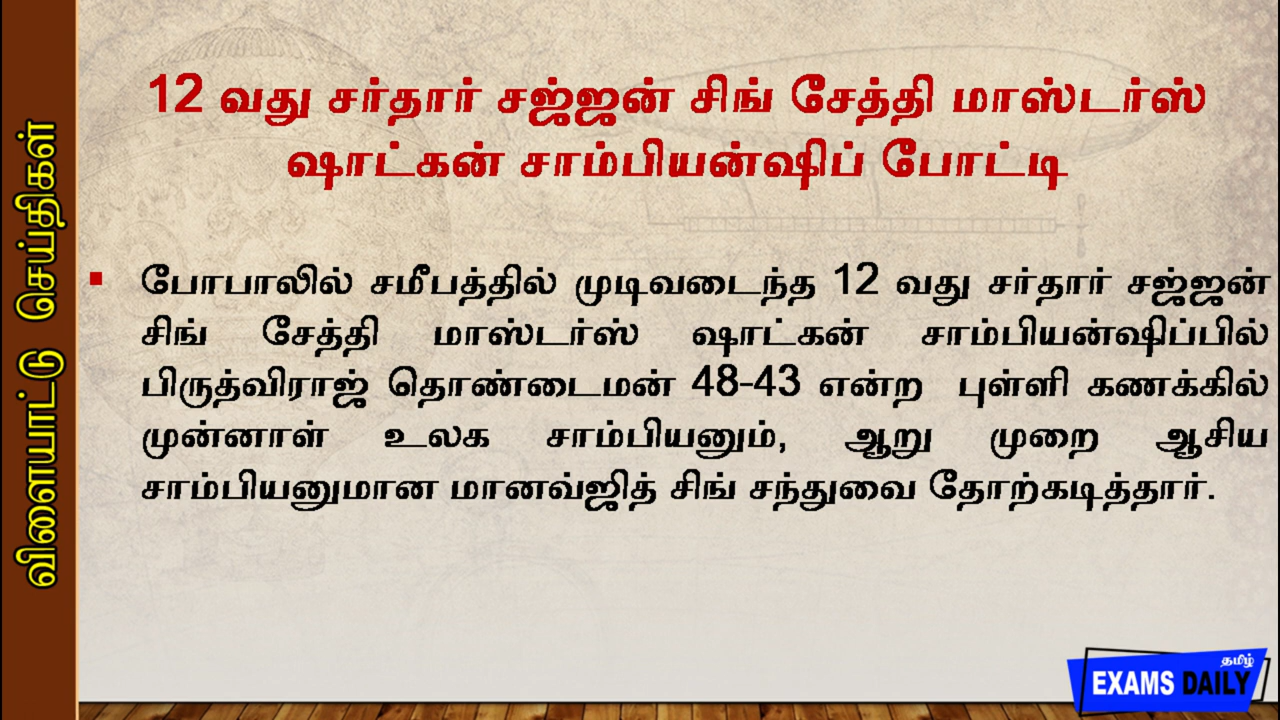 விளையாட்டு செய்திகள்
12 வது சர்தார் சஜ்ஜன் சிங் சேத்தி மாஸ்டர்ஸ்
ஷாட்கன் சாம்பியன்ஷிப் போட்டி
போபாலில் சமீபத்தில் முடிவடைந்த 12 வது சர்தார் சஜ்ஜன்
சிங் சேத்தி மாஸ்டர்ஸ் ஷாட்கன் சாம்பியன்ஷிப்பில்
பிருத்விராஜ் தொண்டைமன் 48-43 என்ற புள்ளி கணக்கில்
முன்னாள் உலக சாம்பியனும், ஆறு முறை ஆசிய
சாம்பியனுமான மானவ்ஜித் சிங் சந்துவை தோற்கடித்தார்.
தமிழ்
EXAMS DAILY